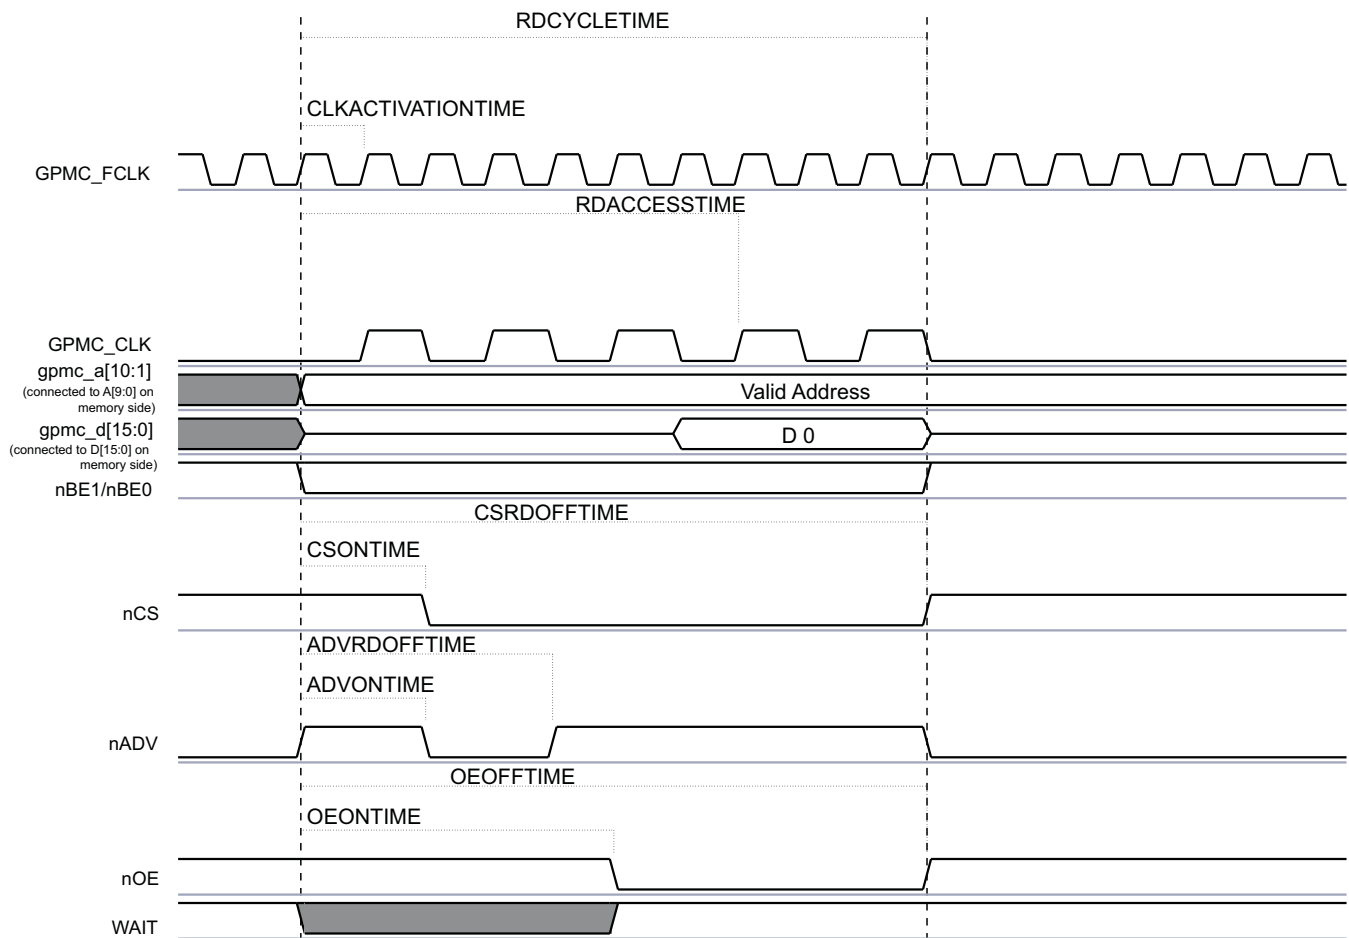 RDCYCLETIME
CLKACTIVATIONTIME
GPMC_FCLK
RDACCESSTIME
GPMC_CLK
gpmc_a[10:1]
(connected to A[9:0] on
memory side)
Valid Address
gpmc_d[15:0]
(connected to D[15:0] on
memory side)
D 0
nBE1/nBE0
CSRDOFFTIME
CSONTIME
nCS
ADVRDOFFTIME
ADVONTIME
nADV
OEOFFTIME
OEONTIME
nOE
WAIT